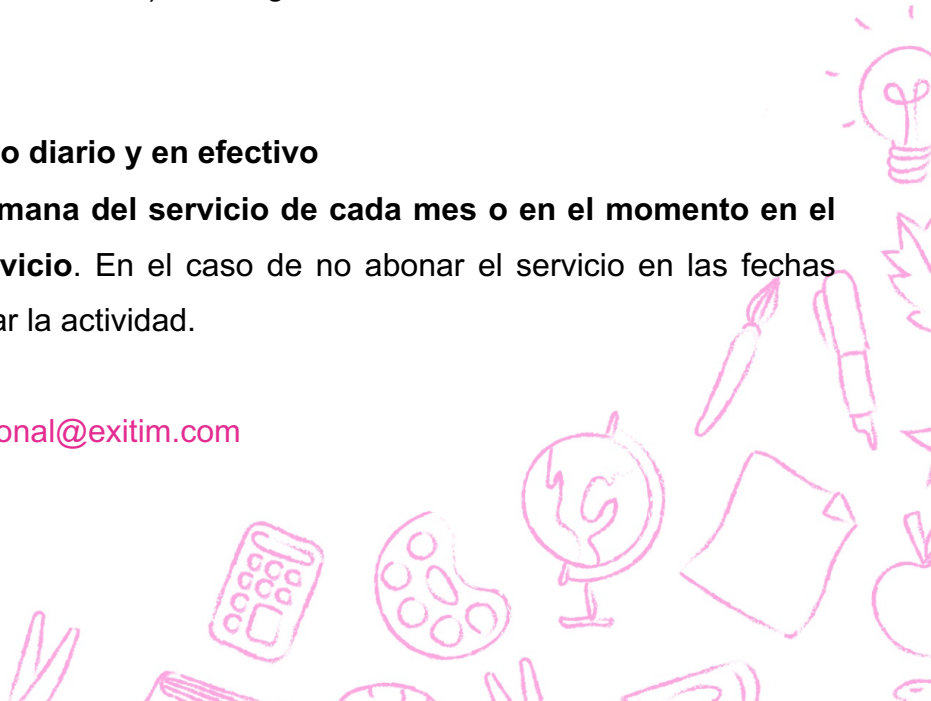 o diario y en efectivo
mana del servicio de cada mes o en el momento en el
vicio. En el caso de no abonar el servicio en las fechas
ar la actividad.
onal@exitim.com